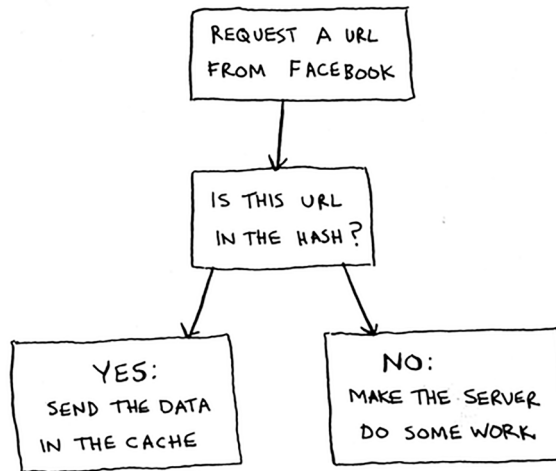 REQUEST A URL
FROM FACEBOOK
IS THIS URL
IN THE HASH?
YES:
SEND THE DATA
IN THE CACHE
NO:
MAKE THE SERVER
DO SOME WORK